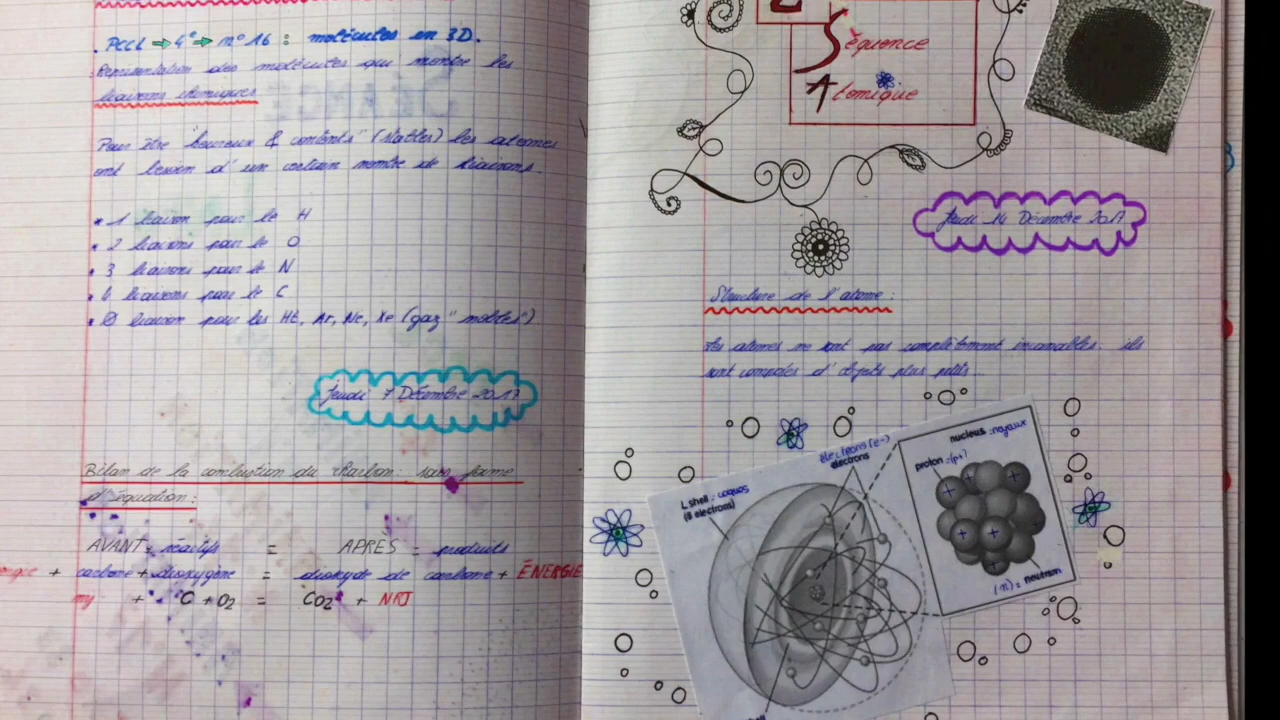 . PCCL → 4° → n° 16 : molécules en 3D.
Représentation des molécules qui montre les
liaisons chimiques
Pour être "heureux & contents" (stables) les atomes
ont besoin d'un certain nombre de liaisons.
• 1 liaison pour le H
• 2 liaisons pour le O
• 3 liaisons pour le N
• 4 liaisons pour le C
• 0 liaison pour les He, Ar, Ne, Xe (gaz "nobles").
Jeudi 7 Décembre 2017
Bilan de la combustion du charbon: sous forme
d'équation:
AVANT = réactifs = APRES = produits
+ carbone + dioxygène = dioxyde de carbone + ÉNERGIE
+ C + O2 = CO2 + NRJ
Séquence
Atomique
Jeudi 14 Décembre 2017
Structure de l'atome:
Les atomes ne sont pas complètement insécables: ils
sont composés d'objets plus petits.
électrons (e-)
electrons
nucleus : noyaux
proton =(p+)
L shell : coques
(8 electrons)
(n) = neutron